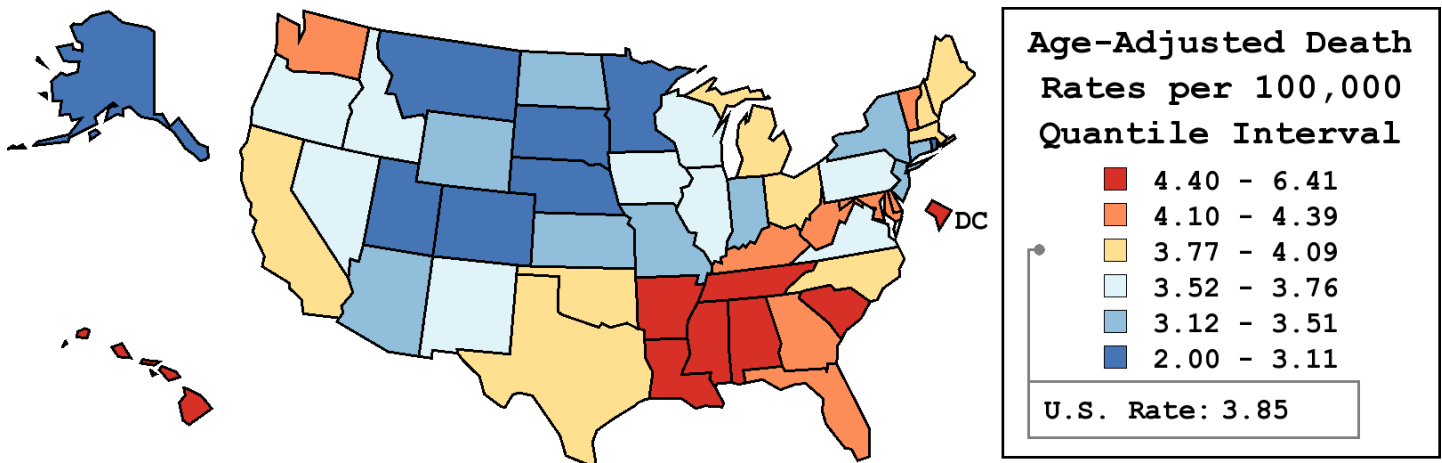 Age-Adjusted Death
Rates per 100,000
Quantile Interval
4.40 - 6.41
4.10 - 4.39
3.77 - 4.09
3.52 - 3.76
3.12 - 3.51
2.00 - 3.11
U.S. Rate: 3.85
DC